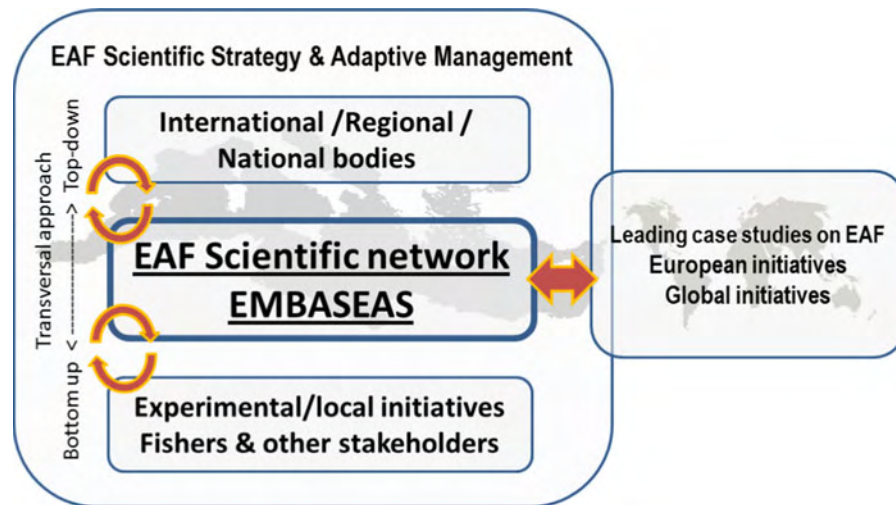 EAF Scientific Strategy & Adaptive Management
International /Regional /
National bodies
Transversal approach
Bottom up <------------> Top-down
EAF Scientific network
EMBASEAS
Leading case studies on EAF
European initiatives
Global initiatives
Experimental/local initiatives
Fishers & other stakeholders